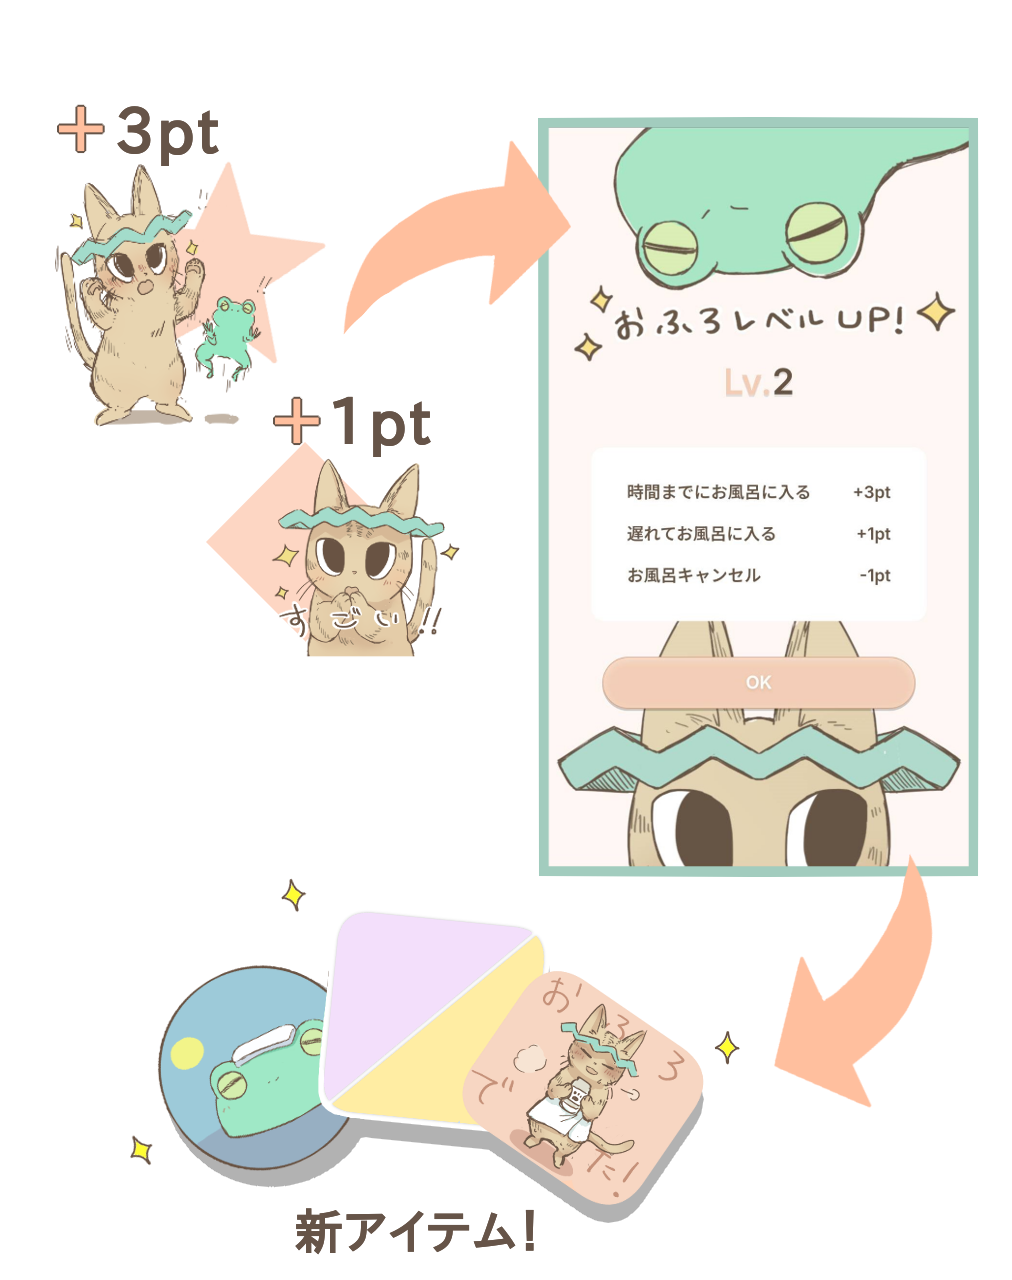 +3pt
+1pt
すごい!!
おふろレベルUP!
Lv.2
時間までにお風呂に入る +3pt
遅れてお風呂に入る +1pt
お風呂キャンセル -1pt
OK
おふろ
でた!
新アイテム!